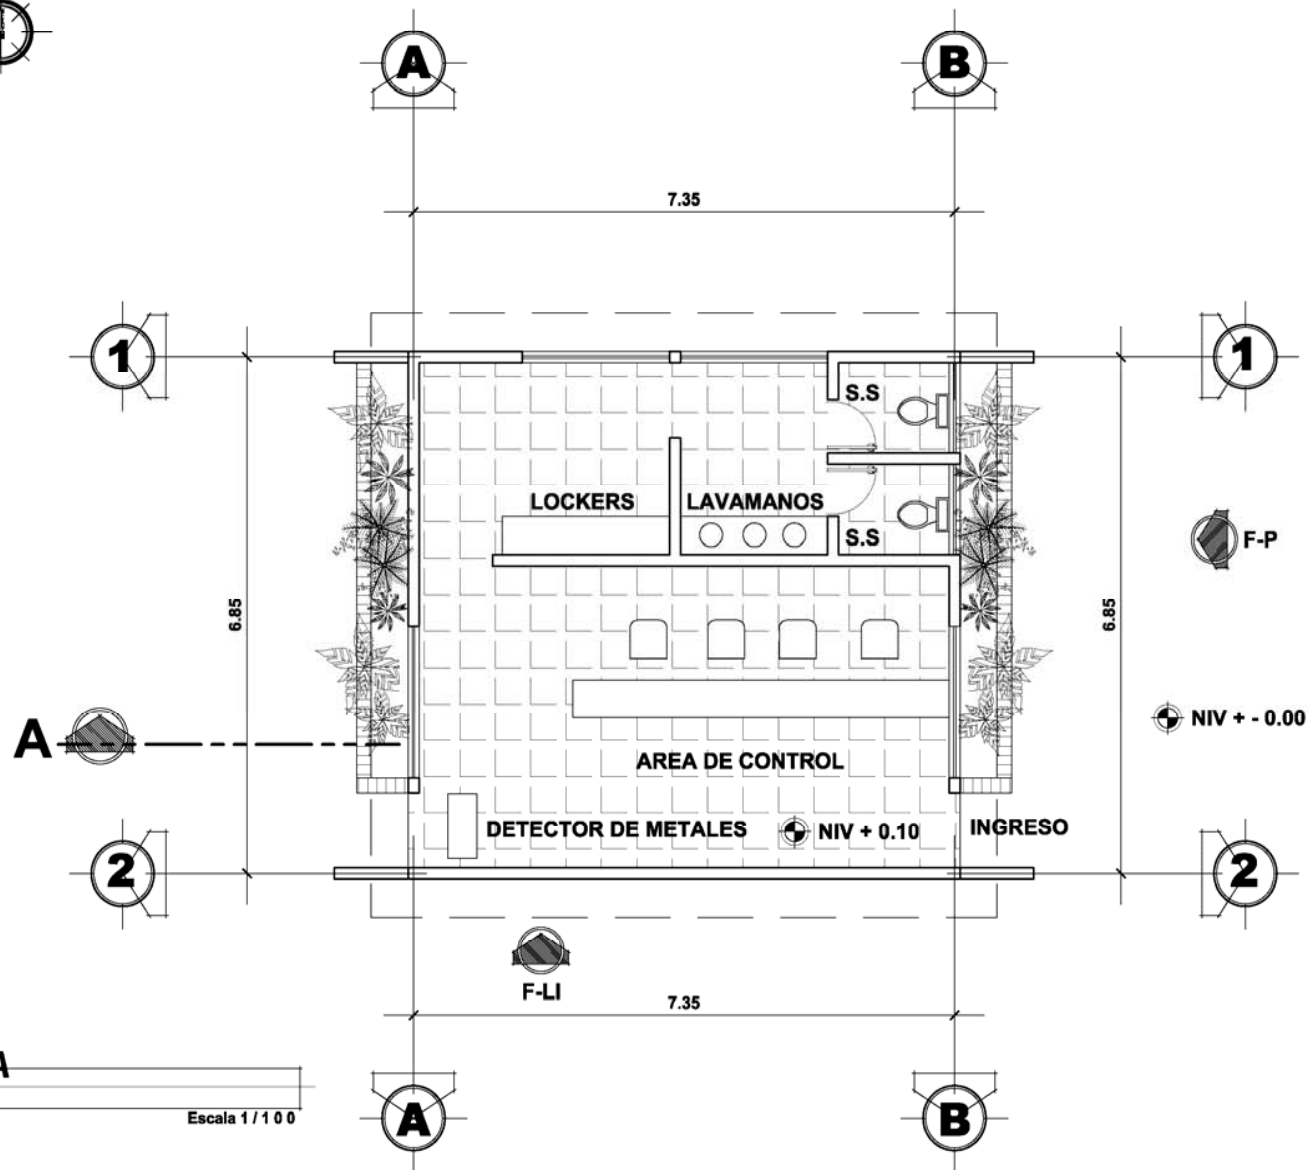 A
B
7.35
1
1
S.S
LOCKERS
LAVAMANOS
S.S
F-P
6.85
6.85
NIV + - 0.00
A
AREA DE CONTROL
DETECTOR DE METALES
NIV + 0.10
INGRESO
2
2
F-LI
7.35
A
Escala 1 / 1 0 0
A
B